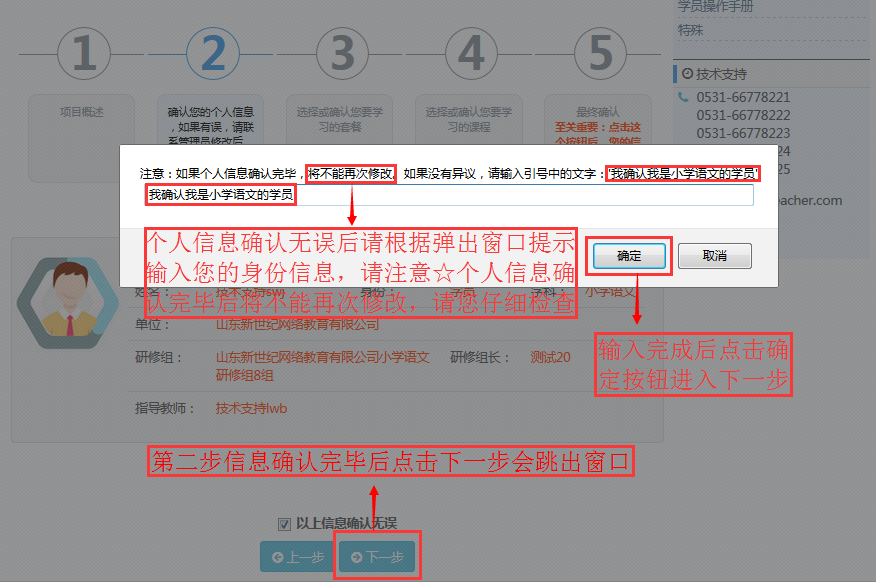 学员操作手册
特殊
1
2
3
4
5
技术支持
项目概述
确认您的个人信息
，如果有误，请联
系管理员修改后
选择或确认您要学
习的套餐
选择或确认您要学
习的课程
最终确认
至关重要：点击这
个按钮后，您的信
0531-66778221
0531-66778222
0531-66778223
24
25
eacher.com
注意：如果个人信息确认完毕，将不能再次修改。如果没有异议，请输入引号中的文字："我确认我是小学语文的学员"
我确认我是小学语文的学员
个人信息确认无误后请根据弹出窗口提示
输入您的身份信息，请注意☆个人信息确
认完毕后将不能再次修改，请您仔细检查
确定
取消
姓名：
技术支持swj
身份：
学员
学科：
小学语文
输入完成后点击确
定按钮进入下一步
单位：
山东新世纪网络教育有限公司
研修组：
山东新世纪网络教育有限公司小学语文
研修组8组
研修组长：
测试20
指导教师：
技术支持lwb
第二步信息确认完毕后点击下一步会跳出窗口
以上信息确认无误
上一步
下一步